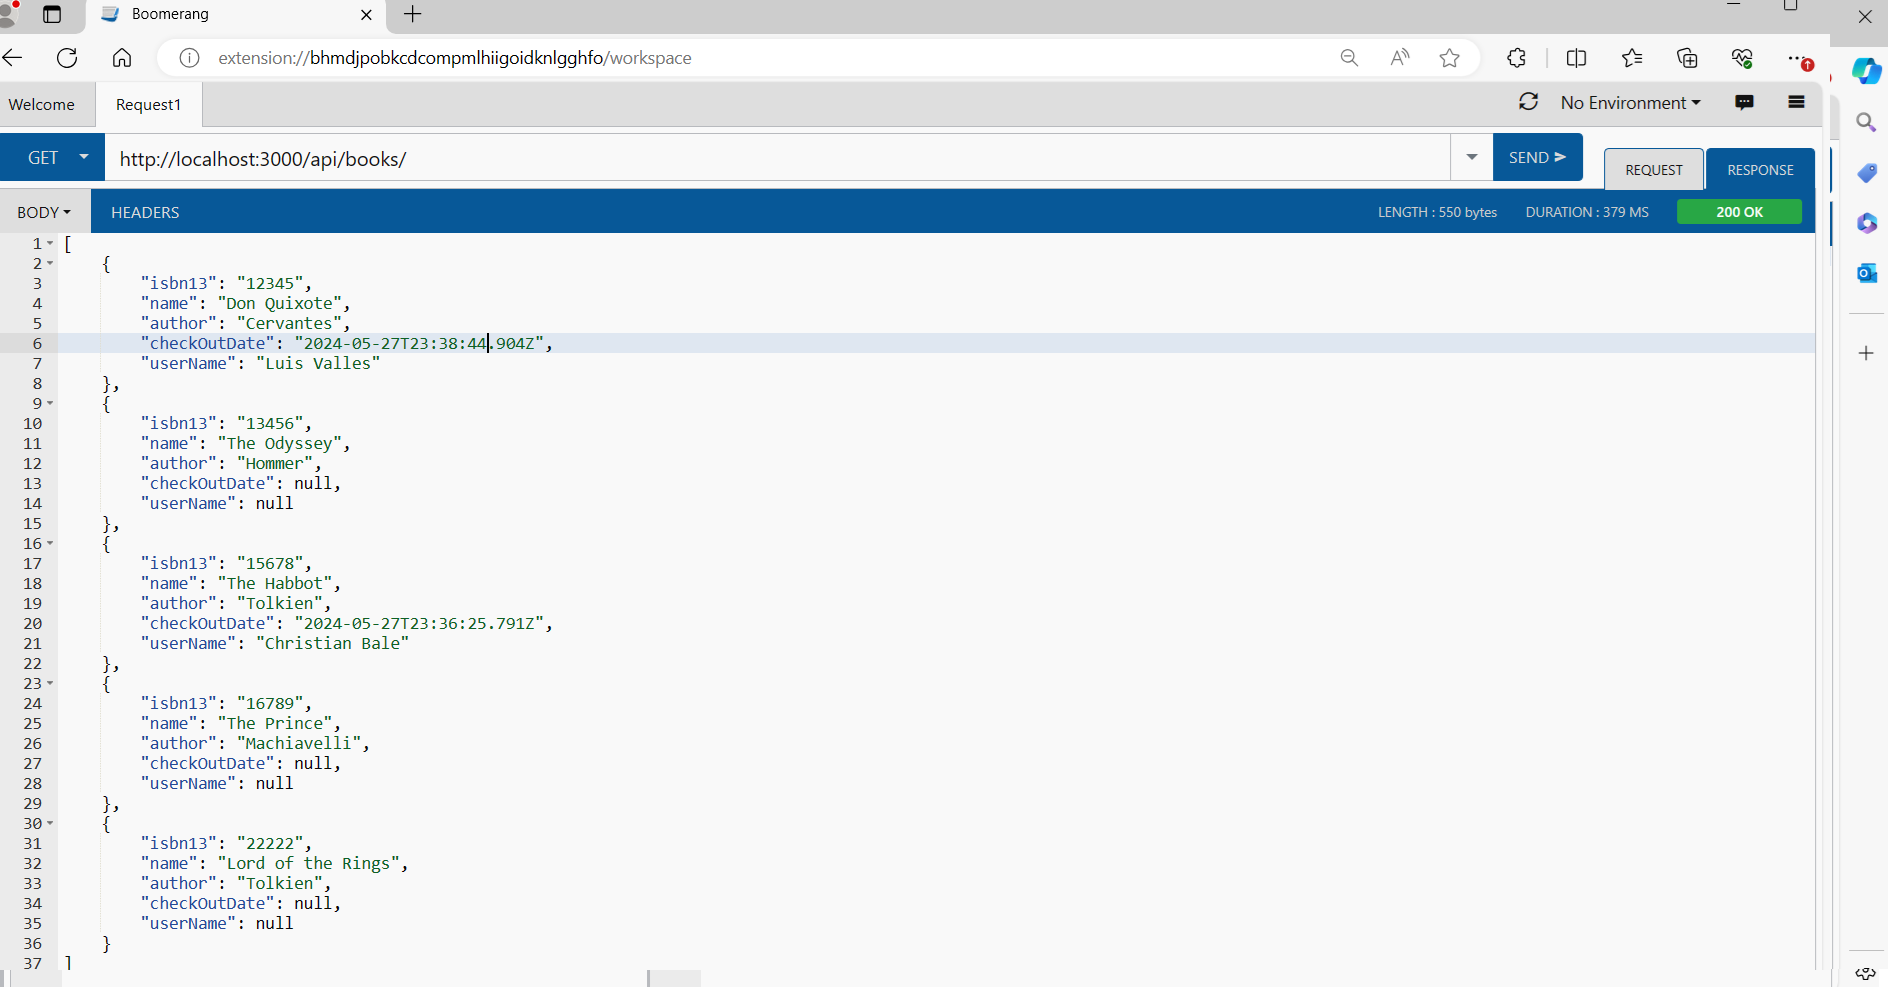 Boomerang
extension://bhmdjpobkcdcompmlhiigoidknlgghfo/workspace
Welcome
Request1
No Environment
GET
http://localhost:3000/api/books/
SEND
REQUEST
RESPONSE
BODY
HEADERS
LENGTH : 550 bytes
DURATION : 379 MS
200 OK
1 [
2 {
3 "isbn13": "12345",
4 "name": "Don Quixote",
5 "author": "Cervantes",
6 "checkOutDate": "2024-05-27T23:38:44.904Z",
7 "userName": "Luis Valles"
8 },
9 {
10 "isbn13": "13456",
11 "name": "The Odyssey",
12 "author": "Hommer",
13 "checkOutDate": null,
14 "userName": null
15 },
16 {
17 "isbn13": "15678",
18 "name": "The Habbot",
19 "author": "Tolkien",
20 "checkOutDate": "2024-05-27T23:36:25.791Z",
21 "userName": "Christian Bale"
22 },
23 {
24 "isbn13": "16789",
25 "name": "The Prince",
26 "author": "Machiavelli",
27 "checkOutDate": null,
28 "userName": null
29 },
30 {
31 "isbn13": "22222",
32 "name": "Lord of the Rings",
33 "author": "Tolkien",
34 "checkOutDate": null,
35 "userName": null
36 }
37 ]